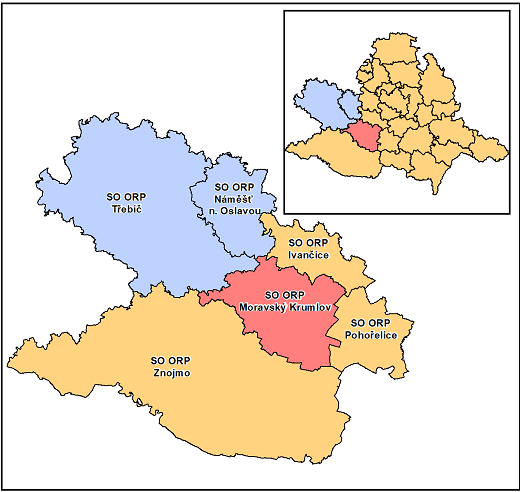 SO ORP
Třebíč
SO ORP
Náměšť
n. Oslavou
SO ORP
Ivančice
SO ORP
Moravský Krumlov
SO ORP
Pohořelice
SO ORP
Znojmo